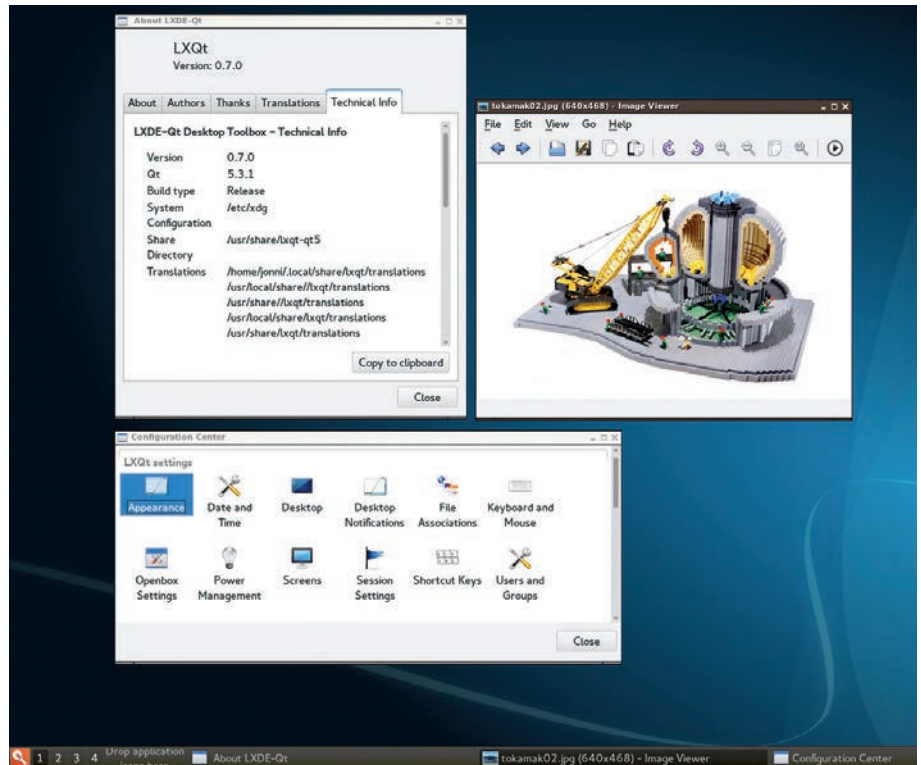 About LXDE-Qt
LXQt
Version: 0.7.0
About Authors Thanks Translations Technical Info
LXDE-Qt Desktop Toolbox - Technical Info
Version 0.7.0
Qt 5.3.1
Build type Release
System /etc/xdg
Configuration
Share /usr/share/lxqt-qt5
Directory
Translations /home/jonni/.local/share/lxqt/translations
/usr/local/share//lxqt/translations
/usr/share//lxqt/translations
/usr/local/share/lxqt/translations
/usr/share/lxqt/translations
Copy to clipboard
Close
tokamak02.jpg (640x468) - Image Viewer
File Edit View Go Help
Configuration Center
LXQt settings
Appearance
Date and
Time
Desktop
Desktop
Notifications
File
Associations
Keyboard and
Mouse
Openbox
Settings
Power
Management
Screens
Session
Settings
Shortcut Keys
Users and
Groups
Close
1 2 3 4
Drop application
About LXDE-Qt
tokamak02.jpg (640x468) - Image Viewer
Configuration Center